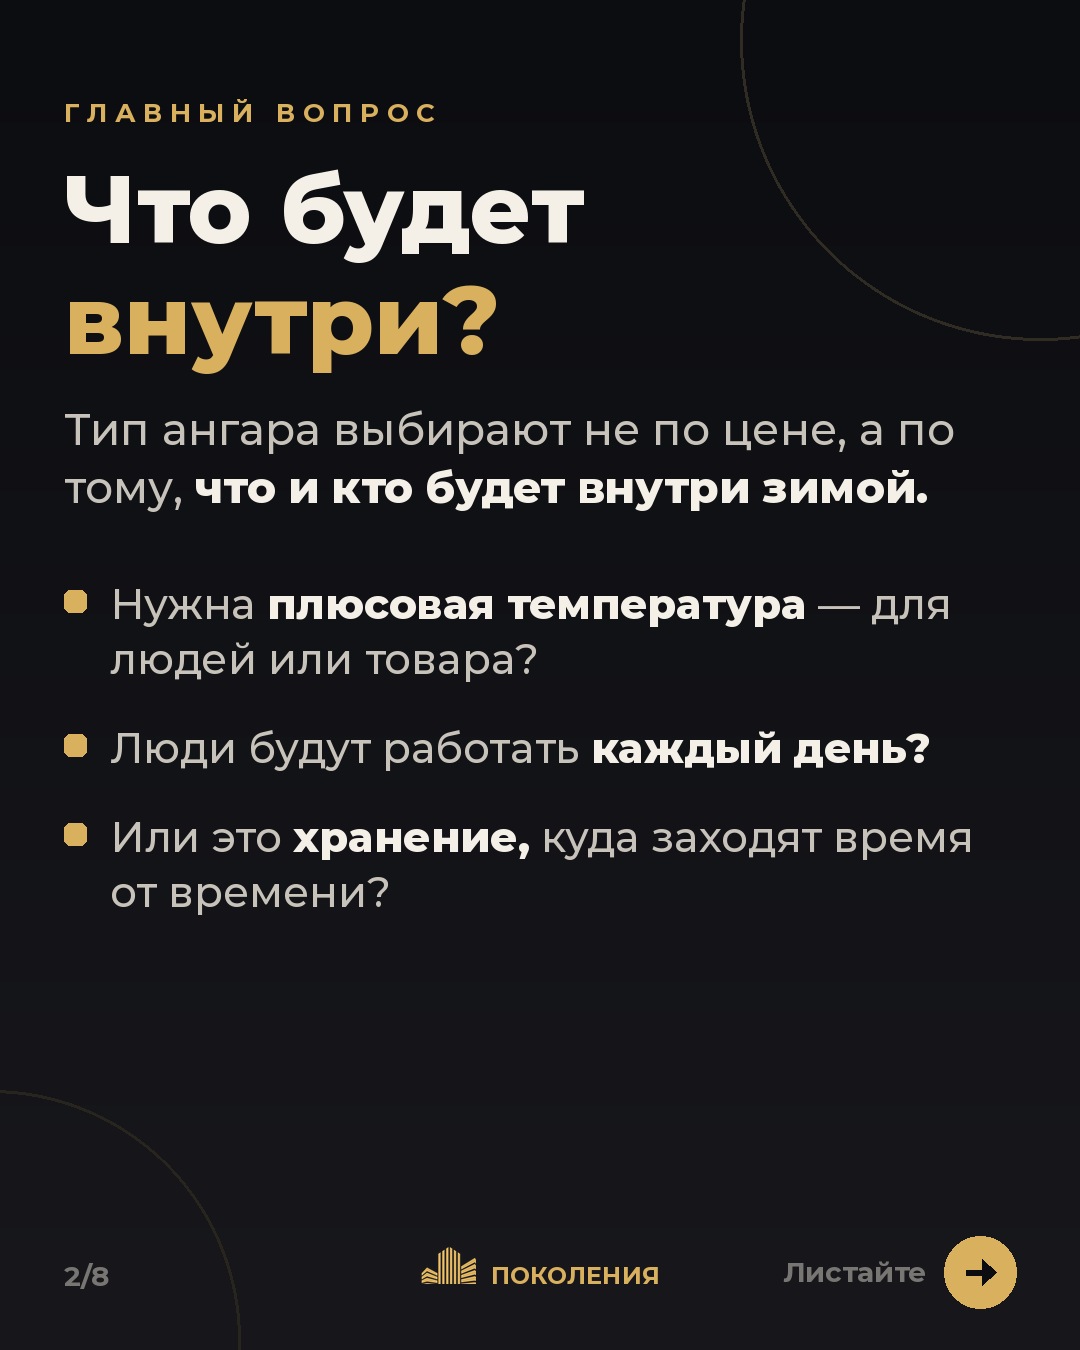 ГЛАВНЫЙ ВОПРОС
Что будет
внутри?
Тип ангара выбирают не по цене, а по
тому, что и кто будет внутри зимой.
Нужна плюсовая температура — для
людей или товара?
Люди будут работать каждый день?
Или это хранение, куда заходят время
от времени?
2/8
ПОКОЛЕНИЯ
Листайте